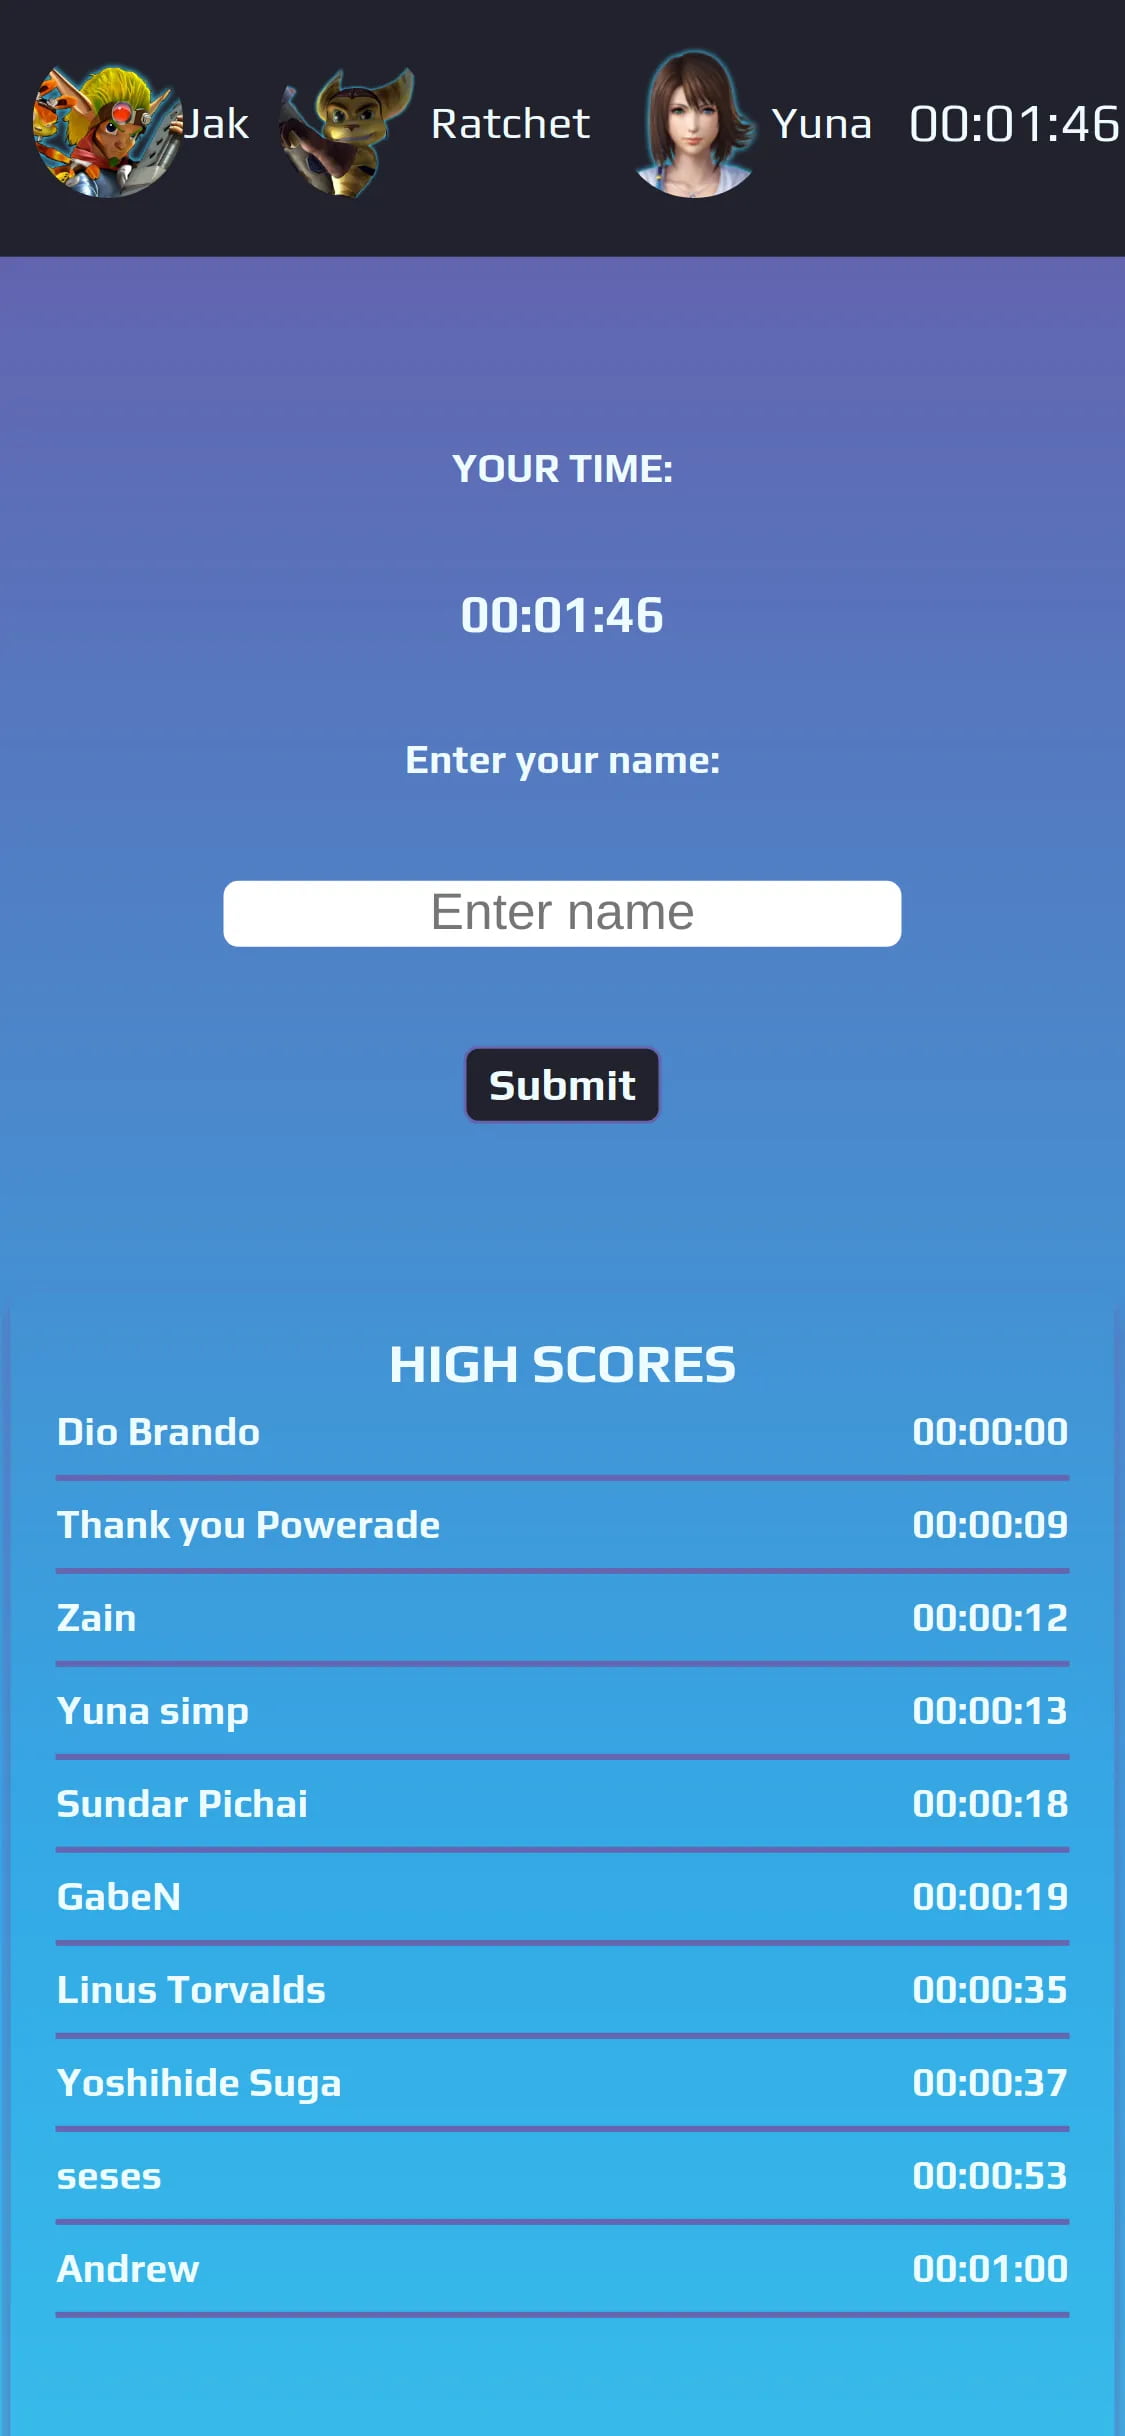 Jak Ratchet Yuna 00:01:46
YOUR TIME:
00:01:46
Enter your name:
Enter name
Submit
HIGH SCORES
Dio Brando 00:00:00
Thank you Powerade 00:00:09
Zain 00:00:12
Yuna simp 00:00:13
Sundar Pichai 00:00:18
GabeN 00:00:19
Linus Torvalds 00:00:35
Yoshihide Suga 00:00:37
seses 00:00:53
Andrew 00:01:00